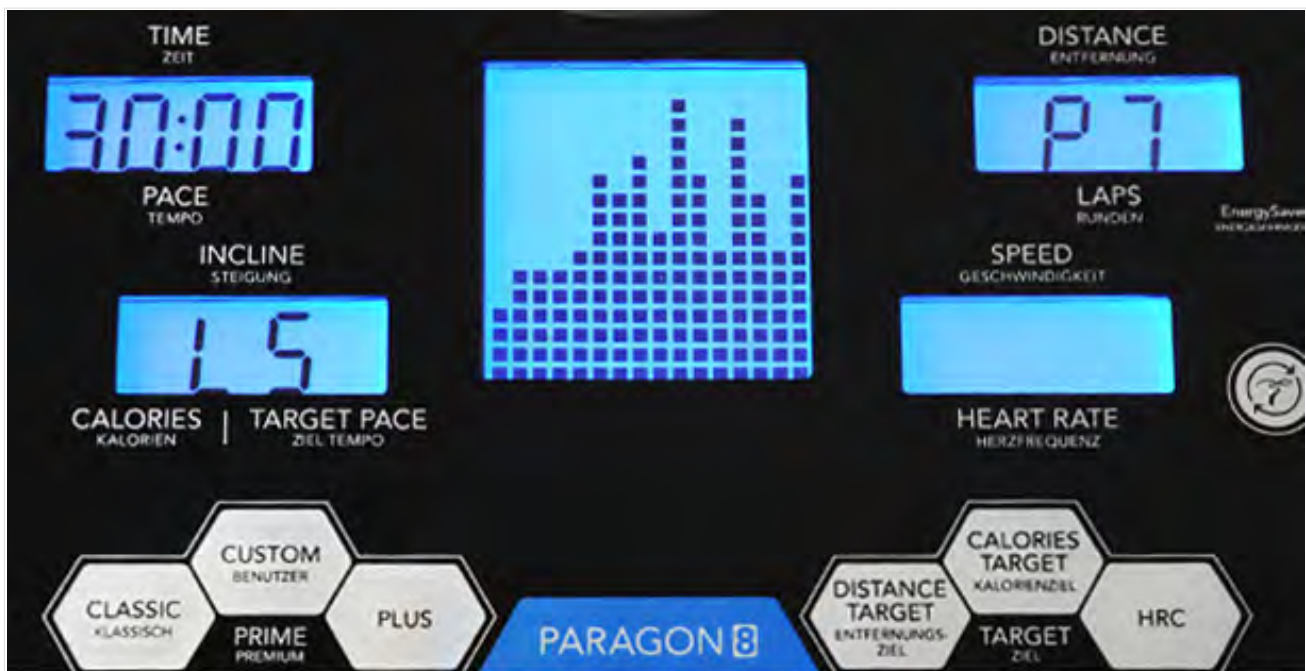 TIME
ZEIT
30:00
PACE
TEMPO
INCLINE
STEIGUNG
1 5
CALORIES | TARGET PACE
KALORIEN ZIEL TEMPO
DISTANCE
ENTFERNUNG
P7
LAPS
RUNDEN
EnergySaver
SPEED
GESCHWINDIGKEIT
HEART RATE
HERZFREQUENZ
CLASSIC
KLASSISCH
CUSTOM
BENUTZER
PLUS
PRIME
PREMIUM
PARAGON 8
DISTANCE
TARGET
ENTFERNUNGS-
ZIEL
CALORIES
TARGET
KALORIENZIEL
HRC
TARGET
ZIEL